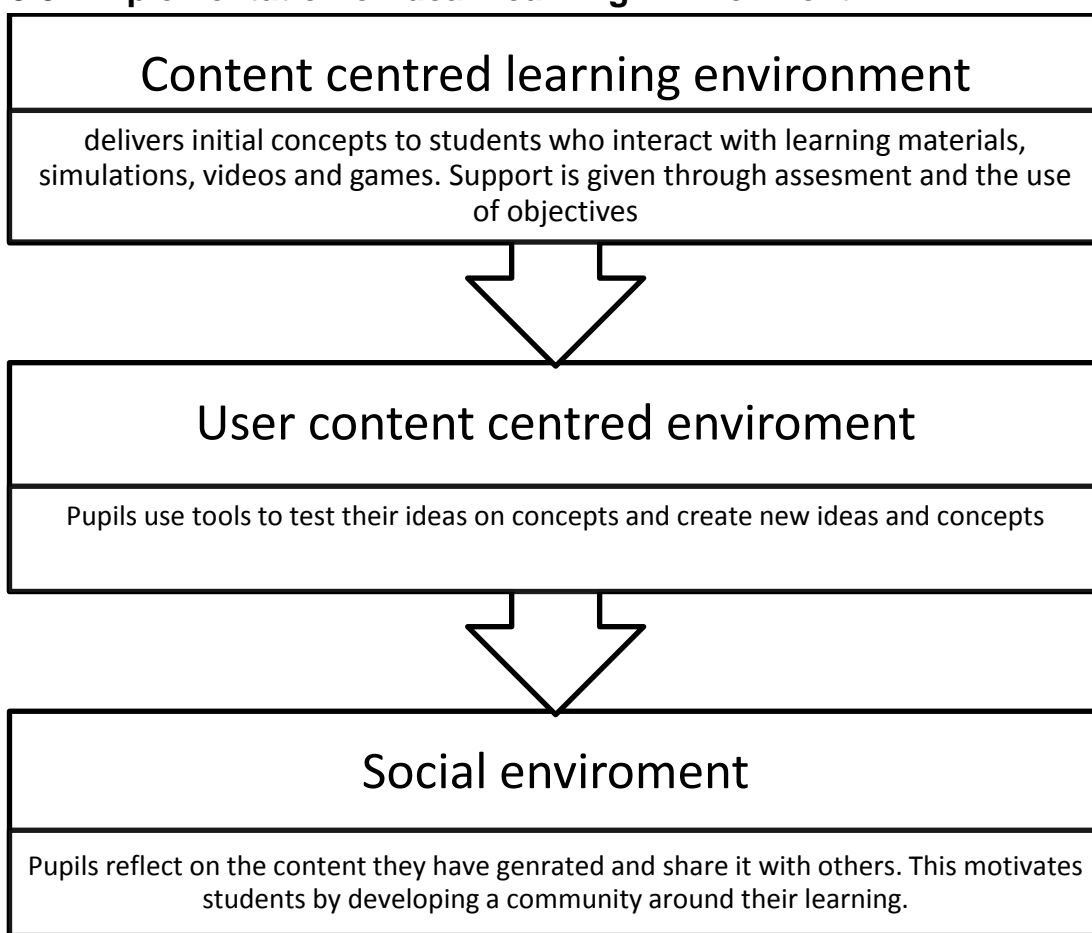 Content centred learning environment
delivers initial concepts to students who interact with learning materials,
simulations, videos and games. Support is given through assesment and the use
of objectives
User content centred enviroment
Pupils use tools to test their ideas on concepts and create new ideas and concepts
Social enviroment
Pupils reflect on the content they have genrated and share it with others. This motivates
students by developing a community around their learning.